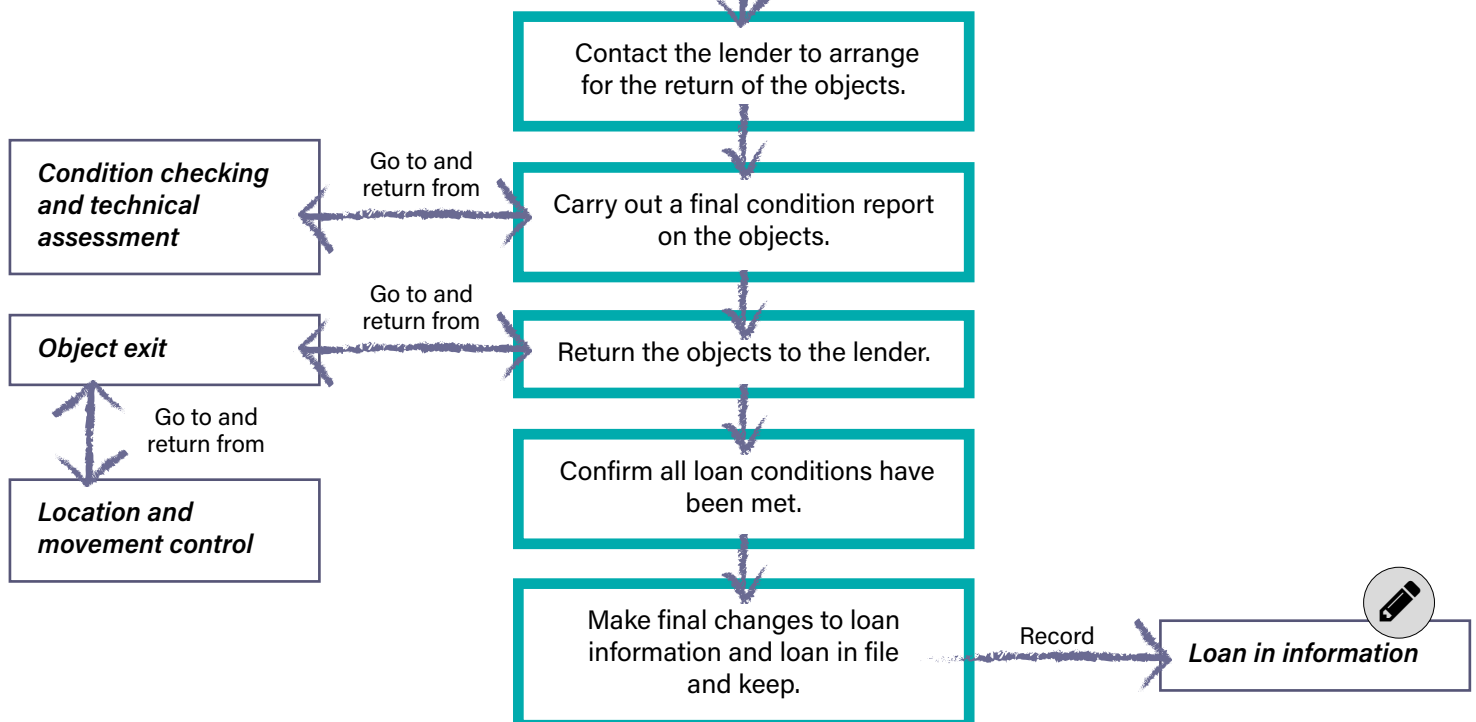 Contact the lender to arrange
for the return of the objects.
Condition checking
and technical
assessment
Go to and
return from
Carry out a final condition report
on the objects.
Object exit
Go to and
return from
Return the objects to the lender.
Go to and
return from
Location and
movement control
Confirm all loan conditions have
been met.
Make final changes to loan
information and loan in file
and keep.
Record
Loan in information